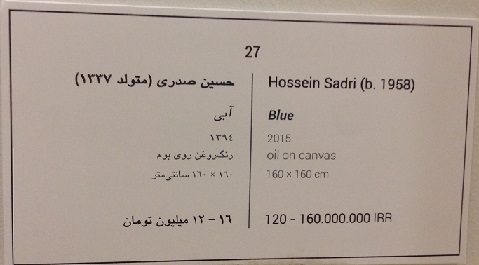 27
حسین صدری (متولد ۱۳۳۷)
آبی
۱۳۹۴
رنگ‌روغن روی بوم
۱۶۰ × ۱۶۰ سانتی‌متر
۱۶ – ۱۲ میلیون تومان
Hossein Sadri (b. 1958)
Blue
2015
oil on canvas
160 × 160 cm
120 - 160.000.000 IRR